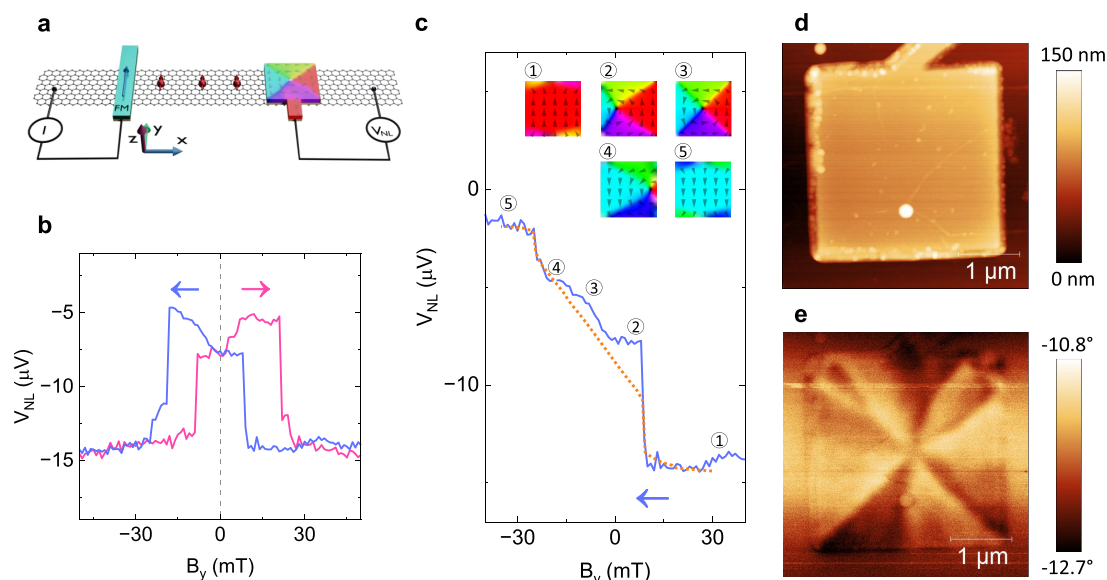 a
FM
I
z
y
x
V_NL
b
V_NL (μV)
−5
−10
−15
−30
0
30
B_y (mT)
c
V_NL (μV)
0
−10
−30
0
30
B_y (mT)
① ② ③
④ ⑤
⑤
④
③
②
①
d
1 μm
150 nm
0 nm
e
1 μm
-10.8°
-12.7°